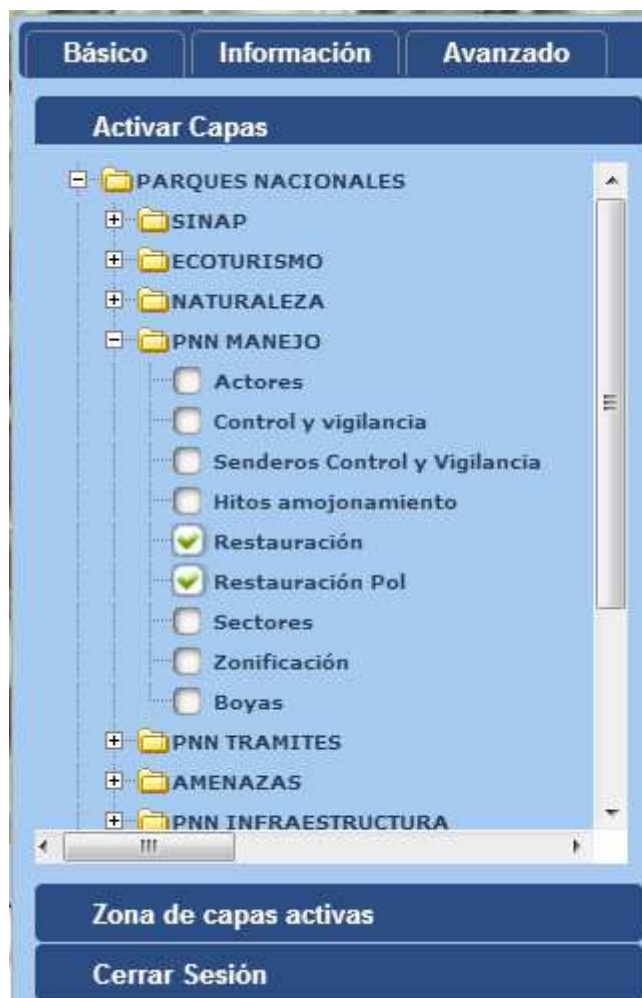 Básico Información Avanzado
Activar Capas
PARQUES NACIONALES
SINAP
ECOTURISMO
NATURALEZA
PNN MANEJO
Actores
Control y vigilancia
Senderos Control y Vigilancia
Hitos amojonamiento
Restauración
Restauración Pol
Sectores
Zonificación
Boyas
PNN TRAMITES
AMENAZAS
PNN INFRAESTRUCTURA
Zona de capas activas
Cerrar Sesión